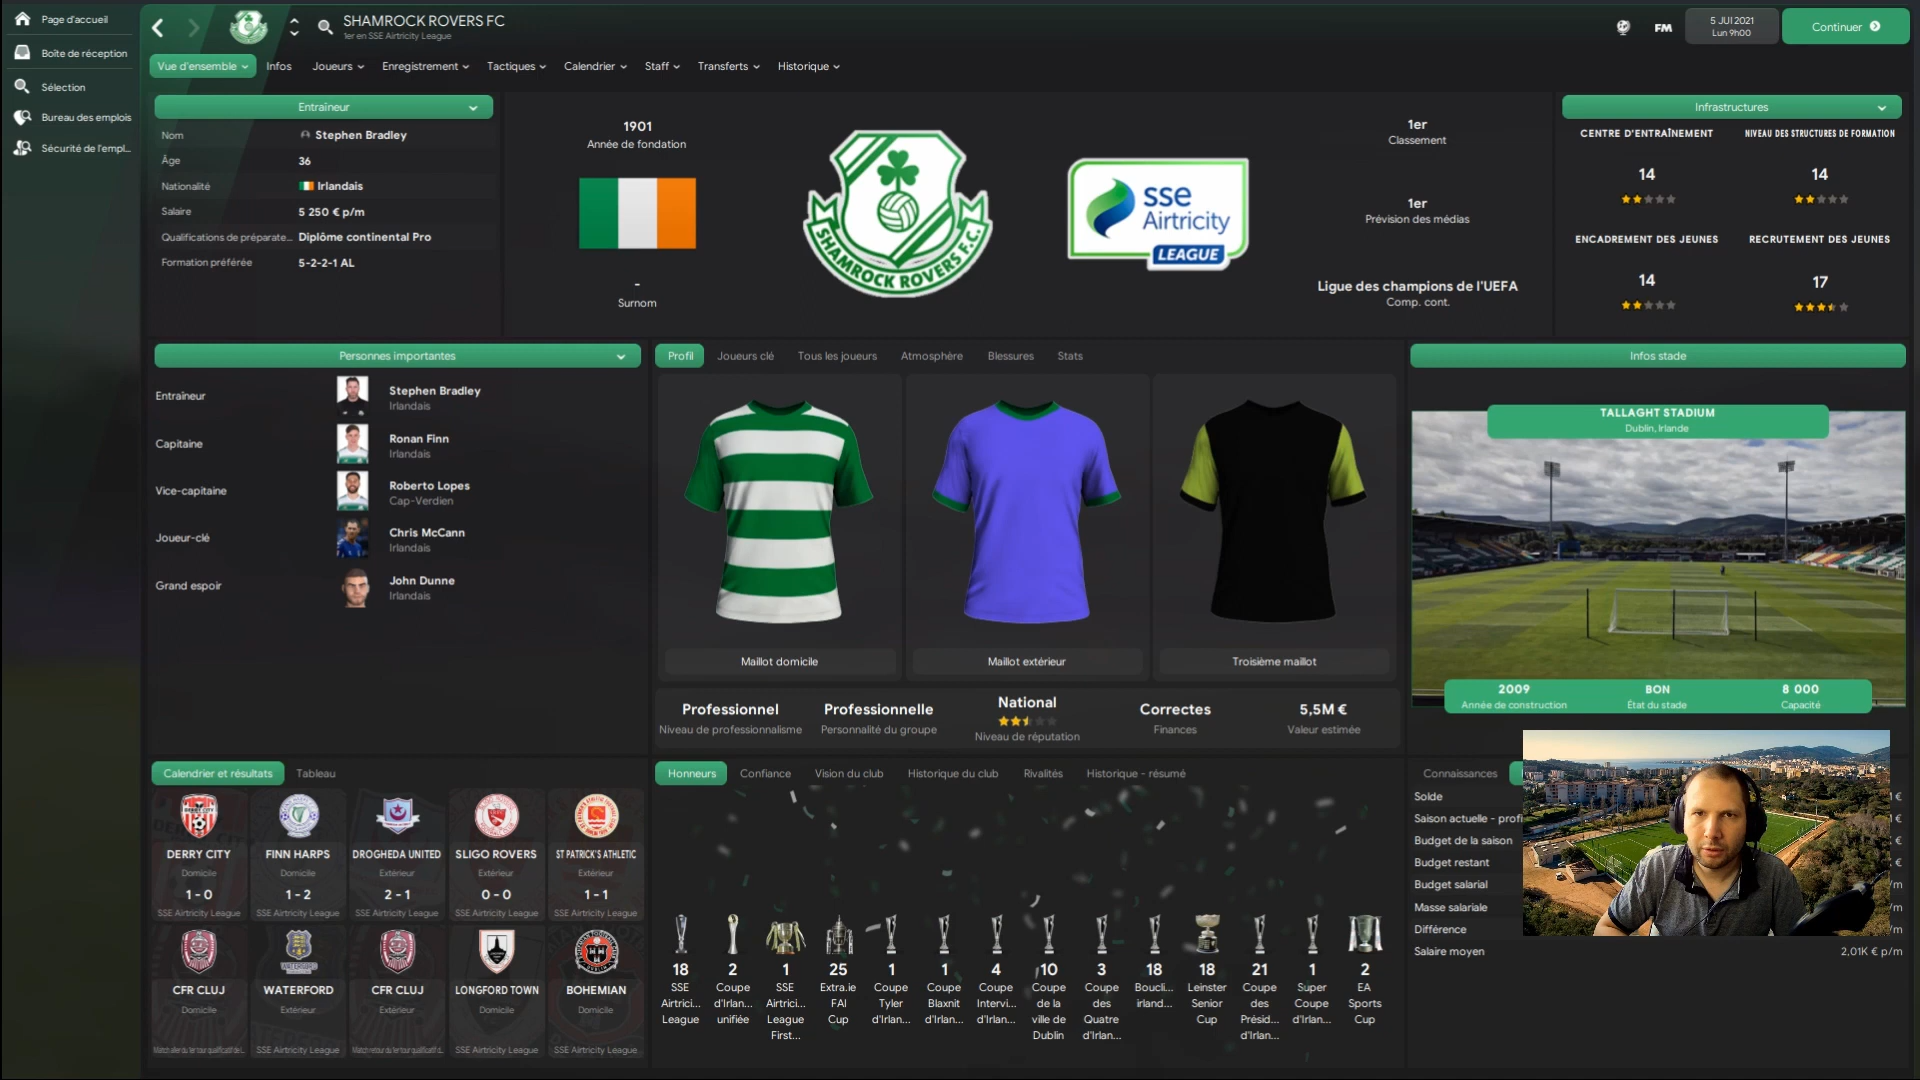 Page d'accueil
Boîte de réception
Sélection
Bureau des emplois
Sécurité de l'empl...
SHAMROCK ROVERS FC
1er en SSE Airtricity League
FM
5 JUI 2021
Lun 9h00
Continuer
Vue d'ensemble
Infos
Joueurs
Enregistrement
Tactiques
Calendrier
Staff
Transferts
Historique
Entraîneur
Nom Stephen Bradley
Âge 36
Nationalité Irlandais
Salaire 5 250 € p/m
Qualifications de préparate... Diplôme continental Pro
Formation préférée 5-2-2-1 AL
1901
Année de fondation
-
Surnom
SHAMROCK ROVERS F.C.
sse
Airtricity
LEAGUE
1er
Classement
1er
Prévision des médias
Ligue des champions de l'UEFA
Comp. cont.
Infrastructures
CENTRE D'ENTRAÎNEMENT
14
NIVEAU DES STRUCTURES DE FORMATION
14
ENCADREMENT DES JEUNES
14
RECRUTEMENT DES JEUNES
17
Personnes importantes
Entraîneur
Stephen Bradley
Irlandais
Capitaine
Ronan Finn
Irlandais
Vice-capitaine
Roberto Lopes
Cap-Verdien
Joueur-clé
Chris McCann
Irlandais
Grand espoir
John Dunne
Irlandais
Profil
Joueurs clé
Tous les joueurs
Atmosphère
Blessures
Stats
Maillot domicile
Maillot extérieur
Troisième maillot
Professionnel
Niveau de professionnalisme
Professionnelle
Personnalité du groupe
National
Niveau de réputation
Correctes
Finances
5,5M €
Valeur estimée
Infos stade
TALLAGHT STADIUM
Dublin, Irlande
2009
Année de construction
BON
État du stade
8 000
Capacité
Calendrier et résultats
Tableau
DERRY CITY
Domicile
1 - 0
SSE Airtricity League
FINN HARPS
Domicile
1 - 2
SSE Airtricity League
DROGHEDA UNITED
Extérieur
2 - 1
SSE Airtricity League
SLIGO ROVERS
Extérieur
0 - 0
SSE Airtricity League
ST PATRICK'S ATHLETIC
Extérieur
1 - 1
SSE Airtricity League
CFR CLUJ
Domicile
WATERFORD
Extérieur
SSE Airtricity League
CFR CLUJ
Extérieur
LONGFORD TOWN
Domicile
SSE Airtricity League
BOHEMIAN
Domicile
SSE Airtricity League
Honneurs
Confiance
Vision du club
Historique du club
Rivalités
Historique - résumé
18
SSE
Airtrici...
League
2
Coupe
d'Irlan...
unifiée
1
SSE
Airtrici...
League
First...
25
Extra.ie
FAI
Cup
1
Coupe
Tyler
d'Irlan...
1
Coupe
Blaxnit
d'Irlan...
4
Coupe
Intervi...
d'Irlan...
10
Coupe
de la
ville de
Dublin
3
Coupe
des
Quatre
d'Irlan...
18
Boucli...
irland...
18
Leinster
Senior
Cup
21
Coupe
des
Présid...
d'Irlan...
1
Super
Coupe
d'Irlan...
2
EA
Sports
Cup
Connaissances
Solde
Saison actuelle - prof
Budget de la saison
Budget restant
Budget salarial
Masse salariale
Différence
Salaire moyen 2,01K € p/m